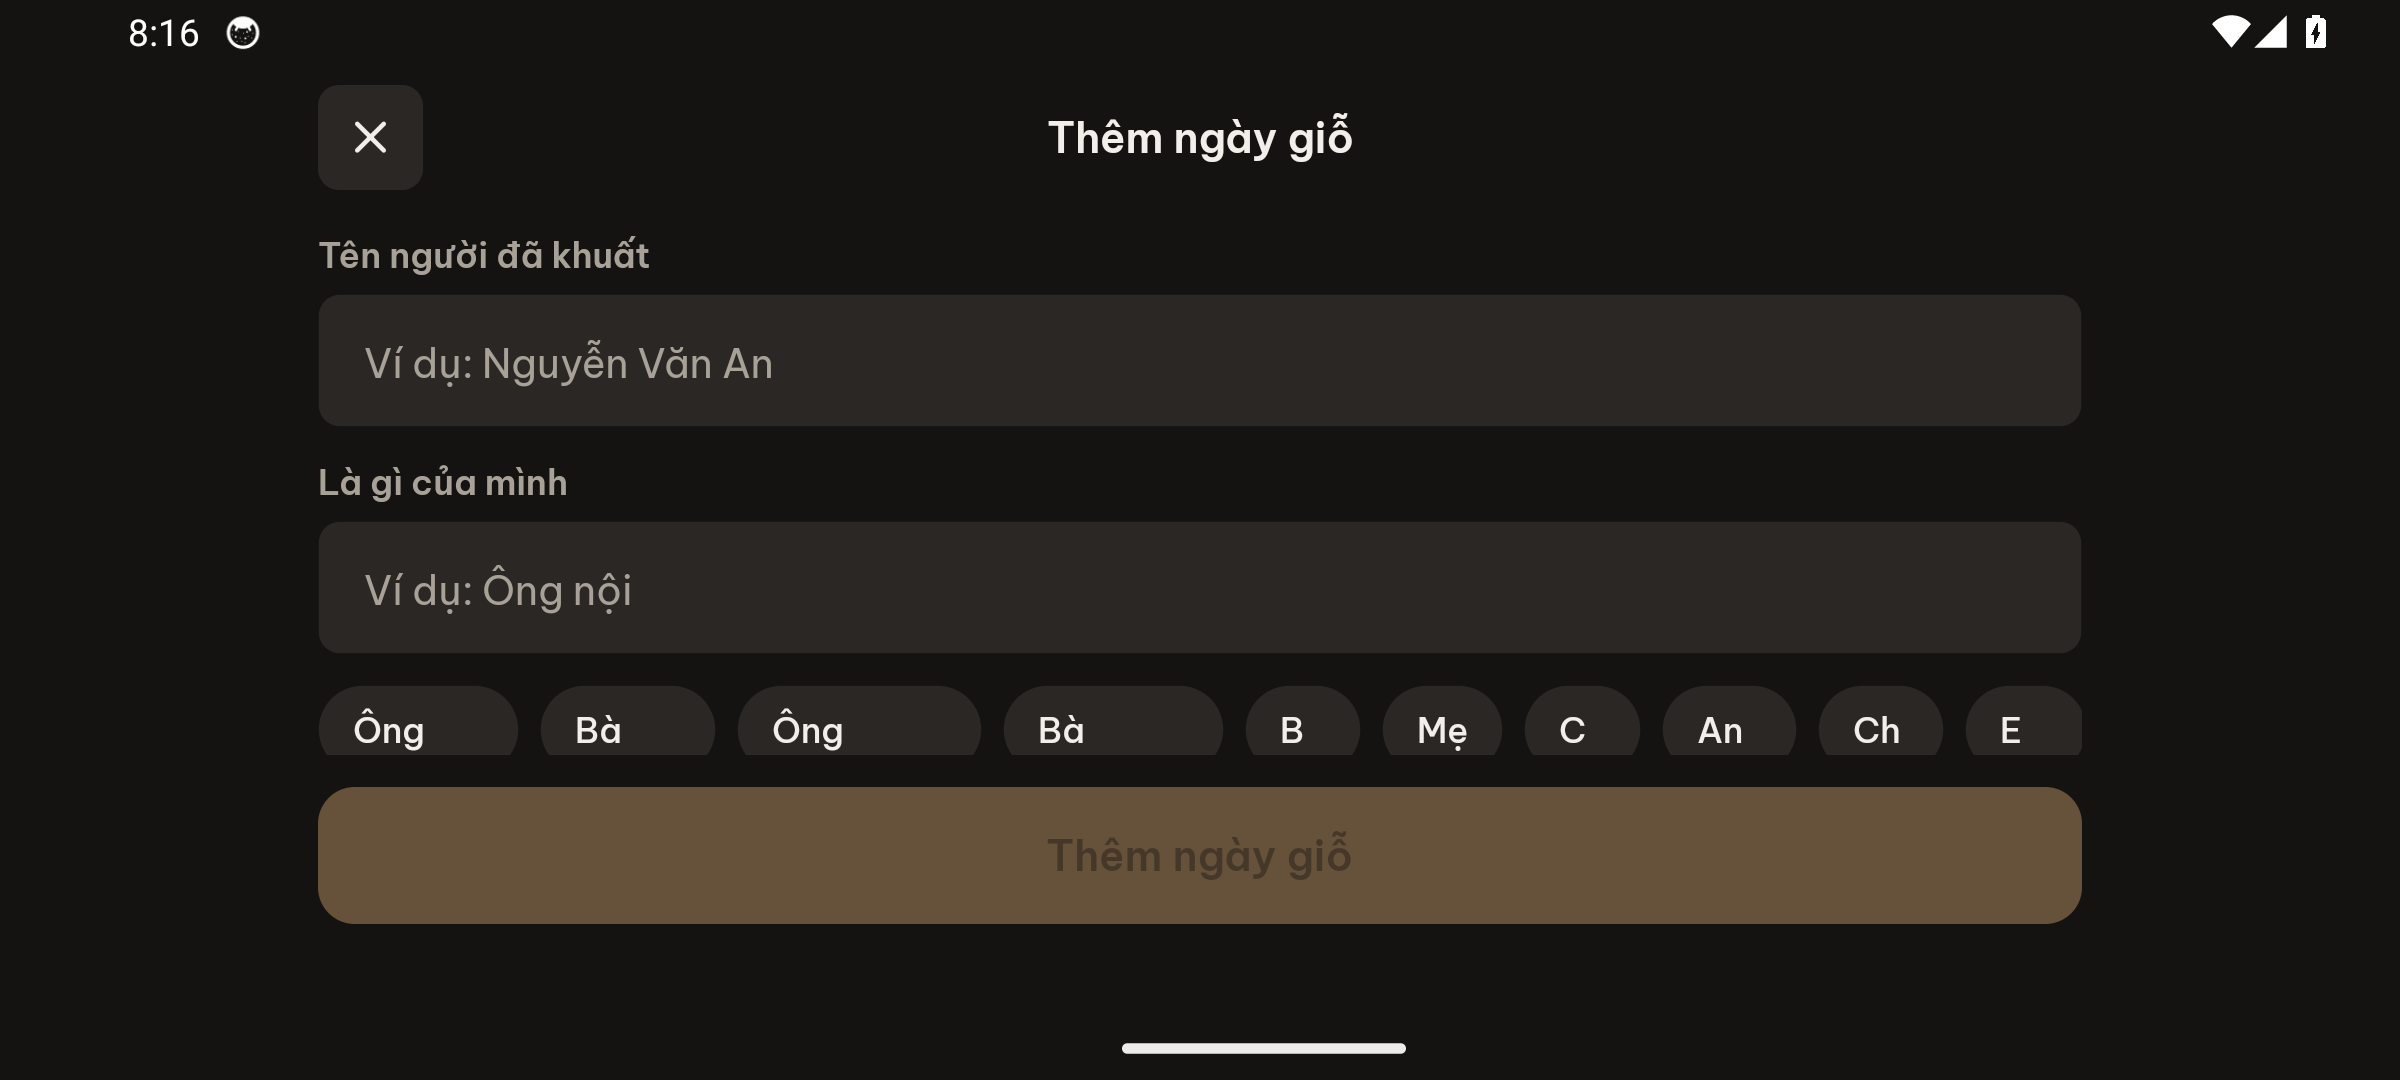 8:16
Thêm ngày giỗ
Tên người đã khuất
Ví dụ: Nguyễn Văn An
Là gì của mình
Ví dụ: Ông nội
Ông Bà Ông Bà B Mẹ C An Ch E
Thêm ngày giỗ